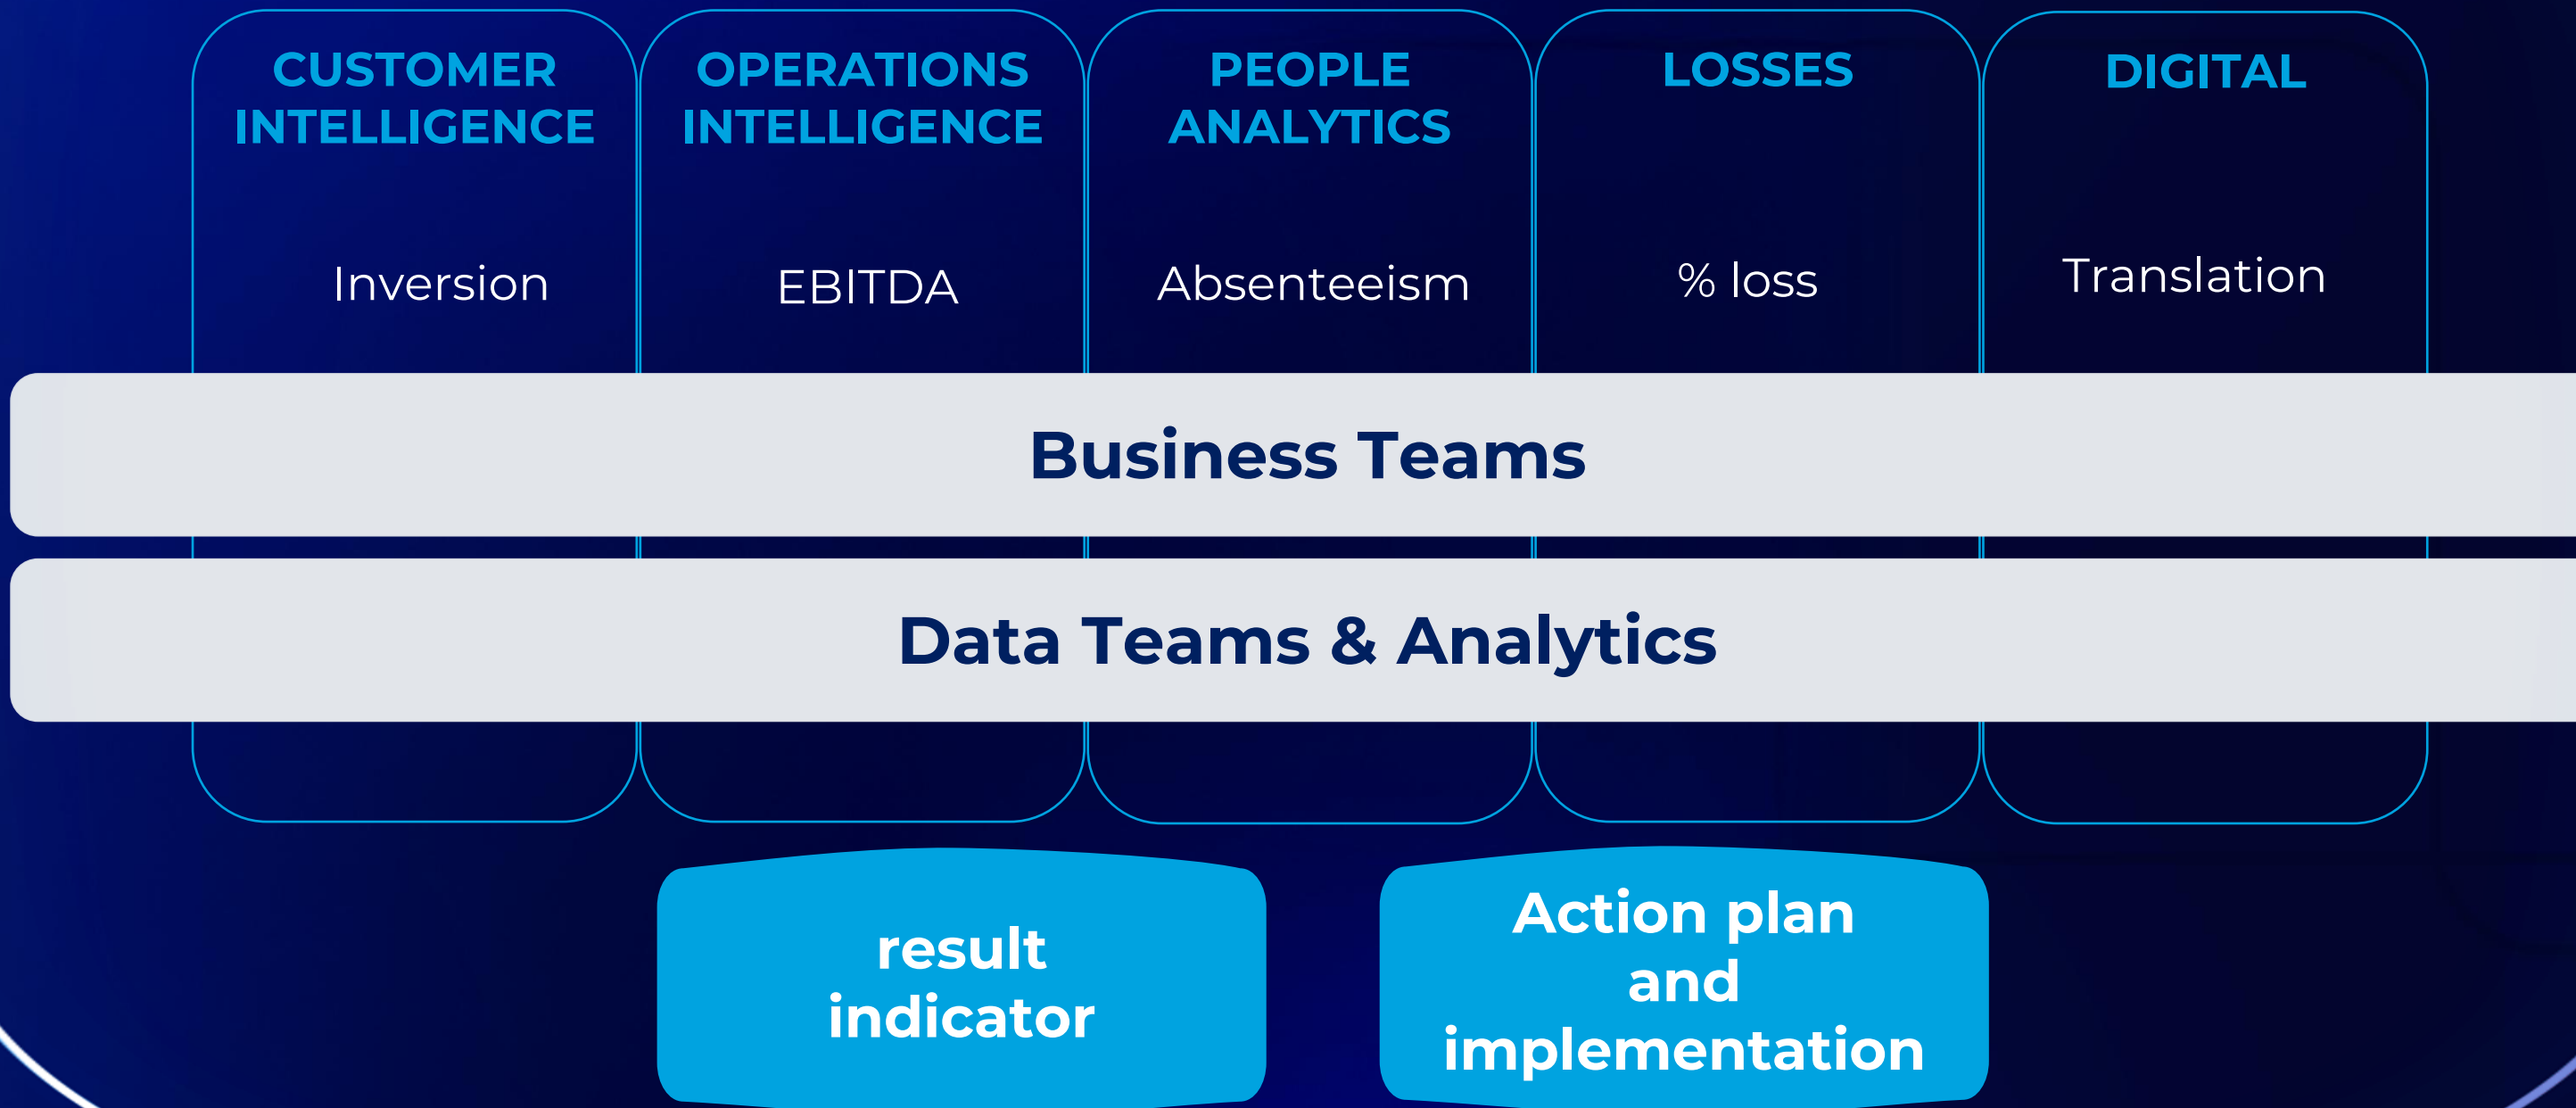 CUSTOMER
INTELLIGENCE
OPERATIONS
INTELLIGENCE
PEOPLE
ANALYTICS
LOSSES
DIGITAL
Inversion
EBITDA
Absenteeism
% loss
Translation
Business Teams
Data Teams & Analytics
result
indicator
Action plan
and
implementation